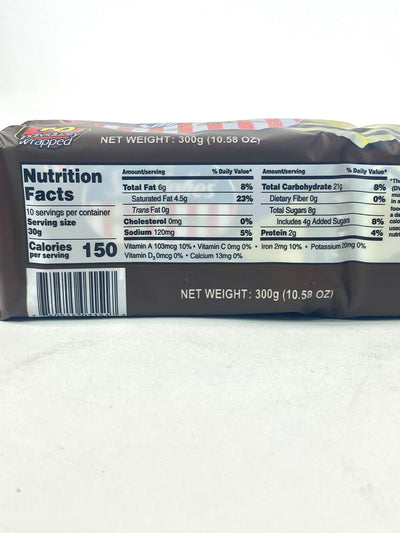 individually
wrapped
NET WEIGHT: 300g (10.58 OZ)
Nutrition
Facts
10 servings per container
Serving size
30g
Calories
per serving
150
Amount/serving % Daily Value*
Total Fat 6g 8%
Saturated Fat 4.5g 23%
Trans Fat 0g
Cholesterol 0mg 0%
Sodium 120mg 5%
Amount/serving % Daily Value*
Total Carbohydrate 21g 8%
Dietary Fiber 0g 0%
Total Sugars 8g
Includes 4g Added Sugars 8%
Protein 2g 4%
Vitamin A 103mcg 10% • Vitamin C 0mg 0% • Iron 2mg 10% • Potassium 20mg 0%
Vitamin D3 0mcg 0% • Calcium 13mg 0%
NET WEIGHT: 300g (10.58 OZ)